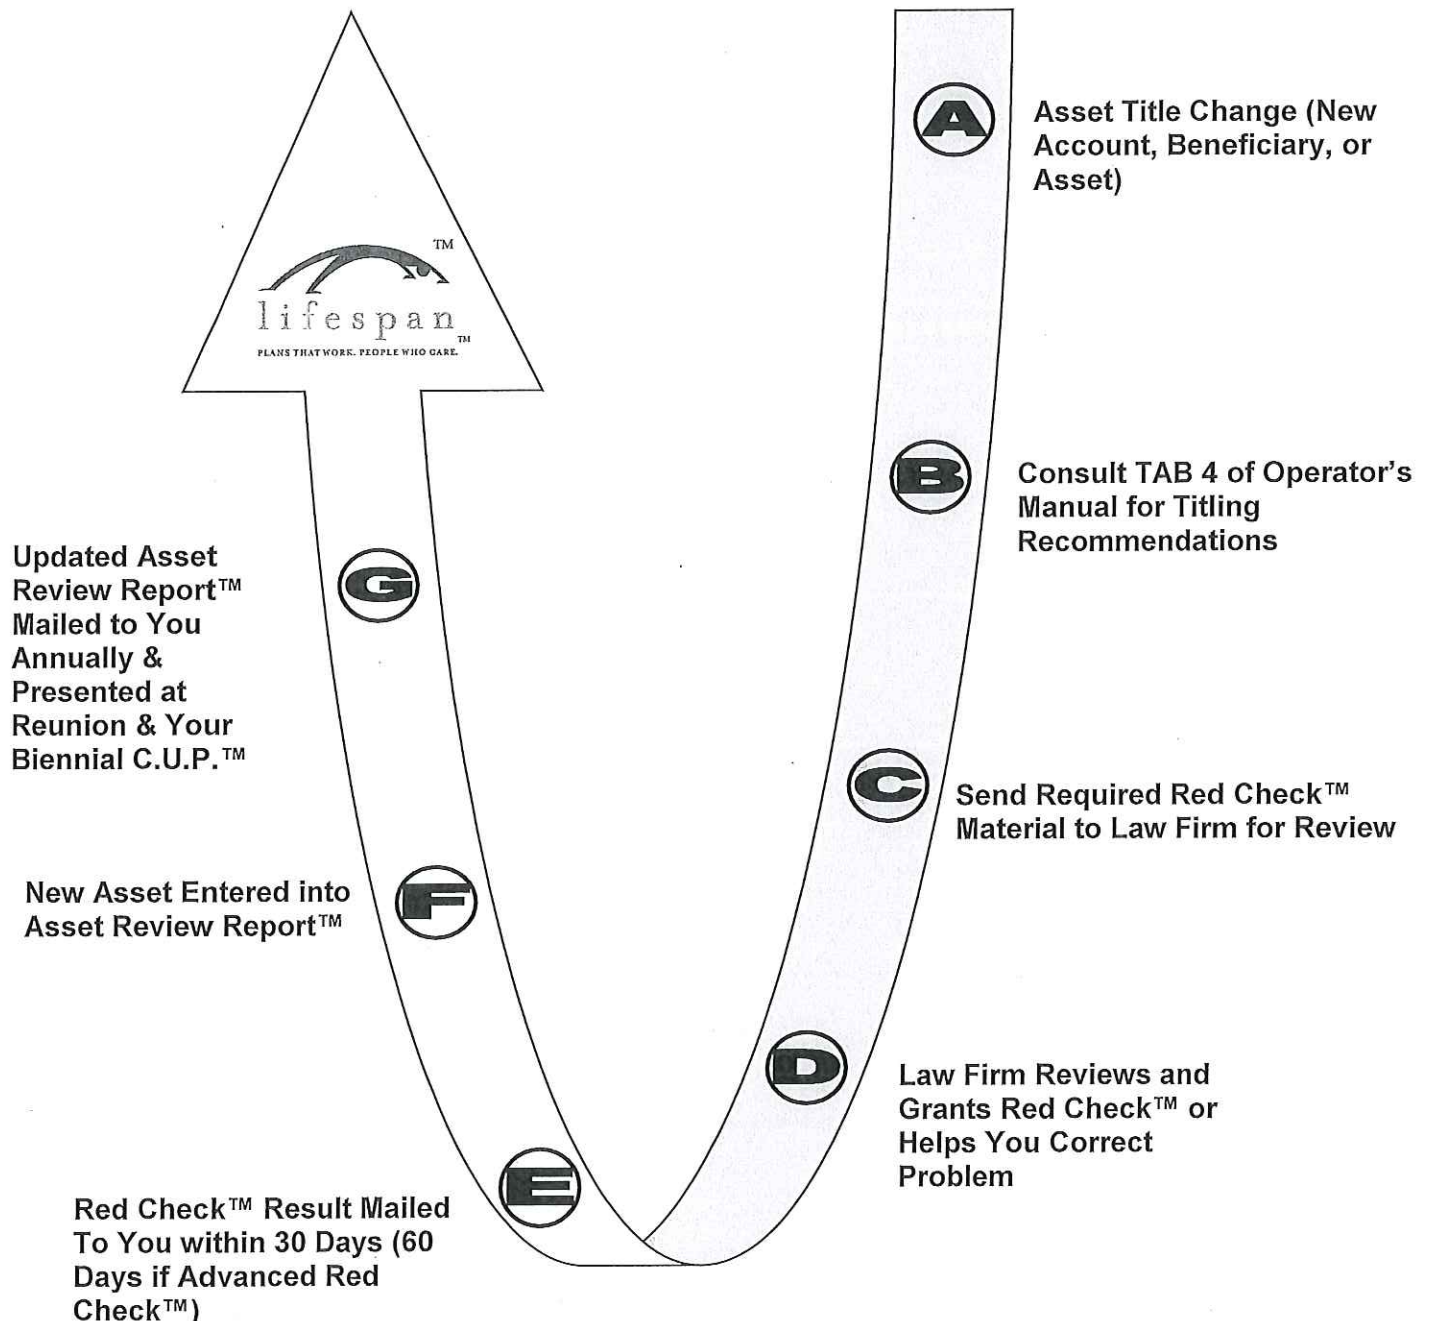 A
Asset Title Change (New
Account, Beneficiary, or
Asset)
B
Consult TAB 4 of Operator's
Manual for Titling
Recommendations
C
Send Required Red Check™
Material to Law Firm for Review
D
Law Firm Reviews and
Grants Red Check™ or
Helps You Correct
Problem
E
Red Check™ Result Mailed
To You within 30 Days (60
Days if Advanced Red
Check™)
F
New Asset Entered into
Asset Review Report™
G
Updated Asset
Review Report™
Mailed to You
Annually &
Presented at
Reunion & Your
Biennial C.U.P.™
TM
lifespan
TM
PLANS THAT WORK. PEOPLE WHO CARE.